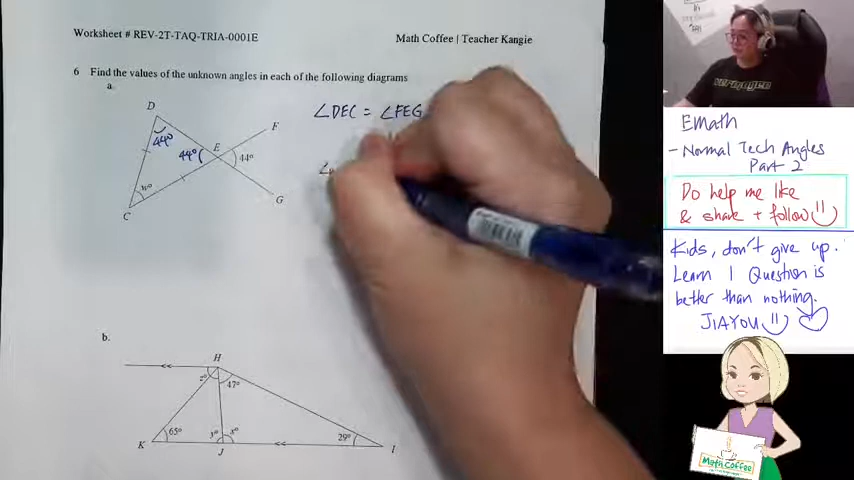 Worksheet # REV-2T-TAQ-TRIA-0001E
Math Coffee | Teacher Kangie
6 Find the values of the unknown angles in each of the following diagrams
a.
D
44°
F
E
44°
44°
w°
G
C
∠DEC = ∠FEG
b.
H
z°
47°
65°
y°
x°
29°
K
J
I
Emath
- Normal Tech Angles
Part 2
Do help me like
& share + follow
Kids, don't give up.
Learn 1 Question is
better than nothing.
JIAYOU
Math Coffee